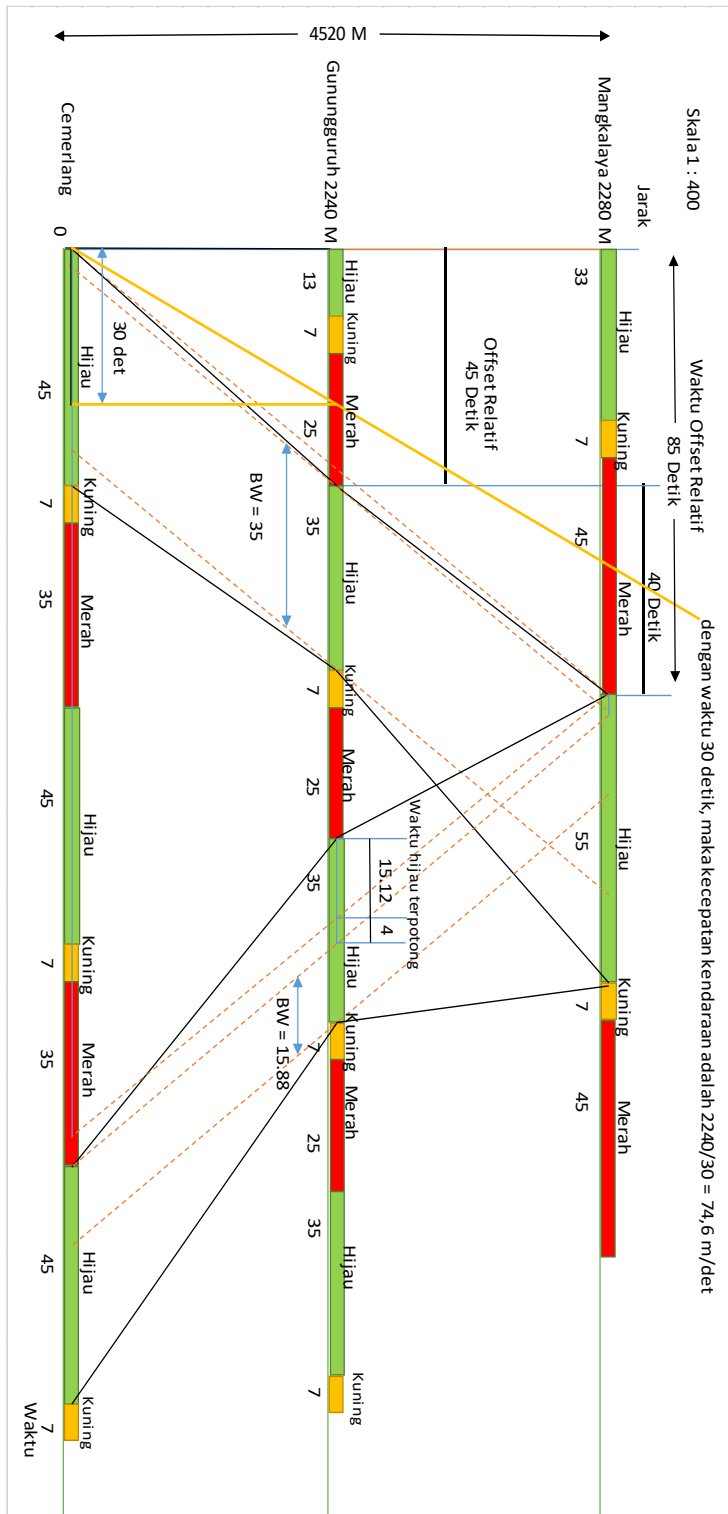 Skala 1 : 400
Jarak
Waktu Offset Relatif
85 Detik
dengan waktu 30 detik, maka kecepatan kendaraan adalah 2240/30 = 74,6 m/det
40 Detik
Mangkalaya 2280 M
33
Hijau
7
Kuning
45
Merah
55
Hijau
7
Kuning
45
Merah
4520 M
Offset Relatif
45 Detik
Waktu hijau terpotong
15.12
4
Gunungguruh 2240 M
13
Hijau
7
Kuning
25
Merah
35
Hijau
7
Kuning
25
Merah
35
Hijau
7
Kuning
25
Merah
35
Hijau
7
Kuning
BW = 35
BW = 15.88
30 det
Cemerlang
0
45
Hijau
7
Kuning
35
Merah
45
Hijau
7
Kuning
35
Merah
45
Hijau
7
Kuning
Waktu